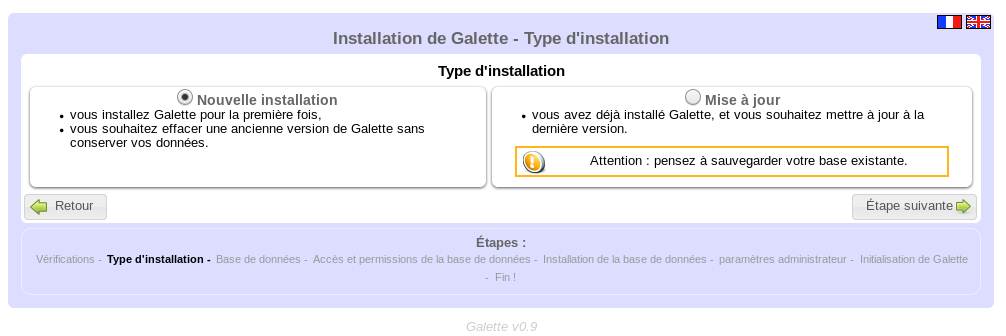 Installation de Galette - Type d'installation
Type d'installation
Nouvelle installation
• vous installez Galette pour la première fois,
• vous souhaitez effacer une ancienne version de Galette sans
conserver vos données.
Mise à jour
• vous avez déjà installé Galette, et vous souhaitez mettre à jour à la
dernière version.
Attention : pensez à sauvegarder votre base existante.
Retour
Étape suivante
Étapes :
Vérifications - Type d'installation - Base de données - Accès et permissions de la base de données - Installation de la base de données - paramètres administrateur - Initialisation de Galette
- Fin !
Galette v0.9